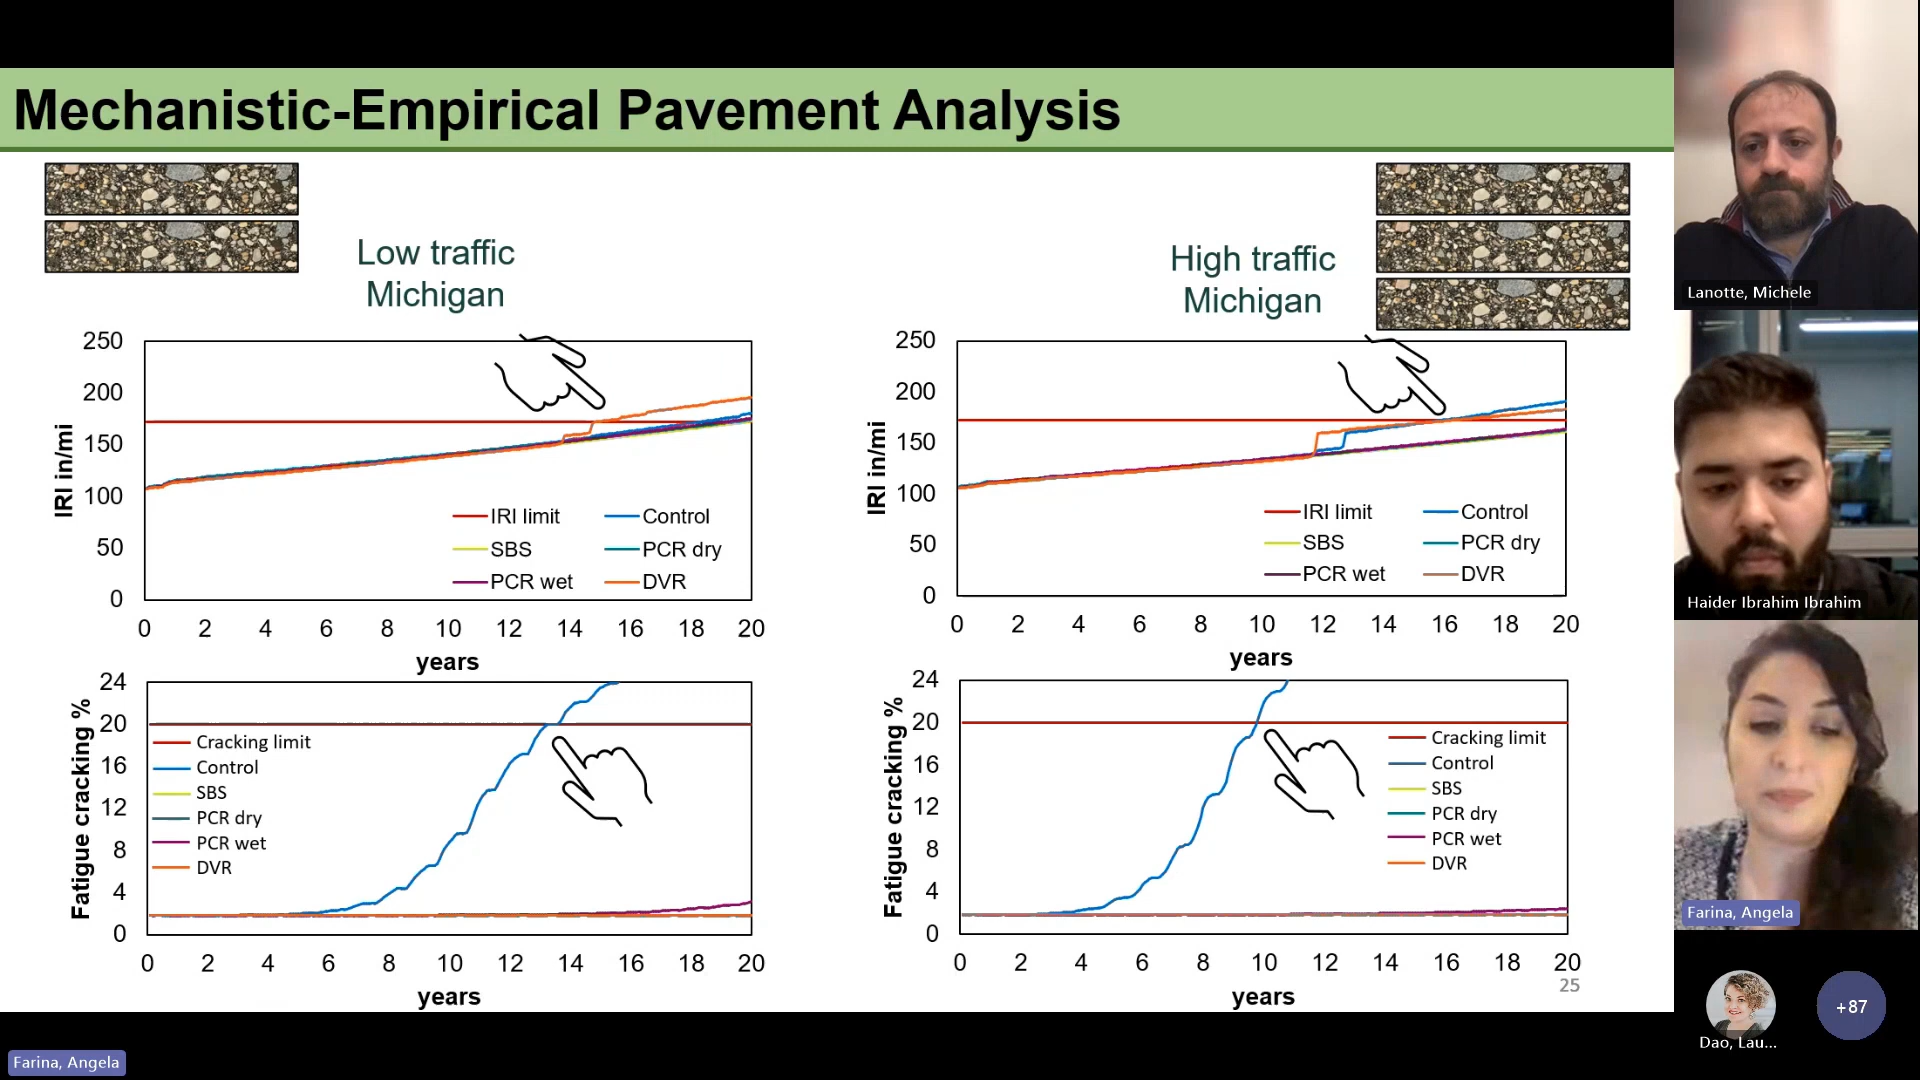 Mechanistic-Empirical Pavement Analysis
Low traffic
Michigan
High traffic
Michigan
250
200
150
100
50
0
IRI in/mi
IRI limit
Control
SBS
PCR dry
PCR wet
DVR
0 2 4 6 8 10 12 14 16 18 20
years
250
200
150
100
50
0
IRI in/mi
IRI limit
Control
SBS
PCR dry
PCR wet
DVR
0 2 4 6 8 10 12 14 16 18 20
years
24
20
16
12
8
4
0
Fatigue cracking %
Cracking limit
Control
SBS
PCR dry
PCR wet
DVR
0 2 4 6 8 10 12 14 16 18 20
years
24
20
16
12
8
4
0
Fatigue cracking %
Cracking limit
Control
SBS
PCR dry
PCR wet
DVR
0 2 4 6 8 10 12 14 16 18 20
years
25
Lanotte, Michele
Haider Ibrahim Ibrahim
Farina, Angela
Dao, Lau...
+87
Farina, Angela